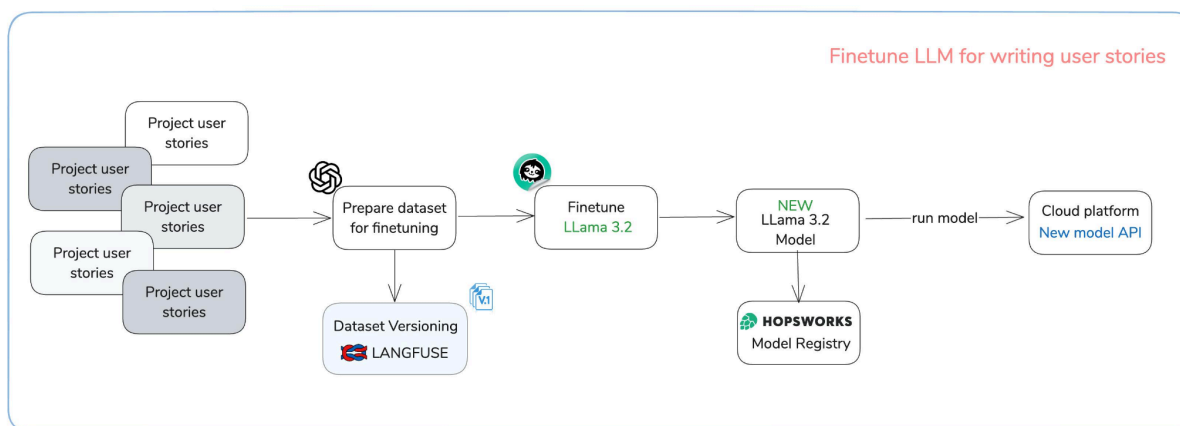 Finetune LLM for writing user stories
Project user
stories
Project user
stories
Project user
stories
Project user
stories
Project user
stories
Prepare dataset
for finetuning
V.1
Dataset Versioning
LANGFUSE
Finetune
LLama 3.2
NEW
LLama 3.2
Model
HOPSWORKS
Model Registry
run model
Cloud platform
New model API